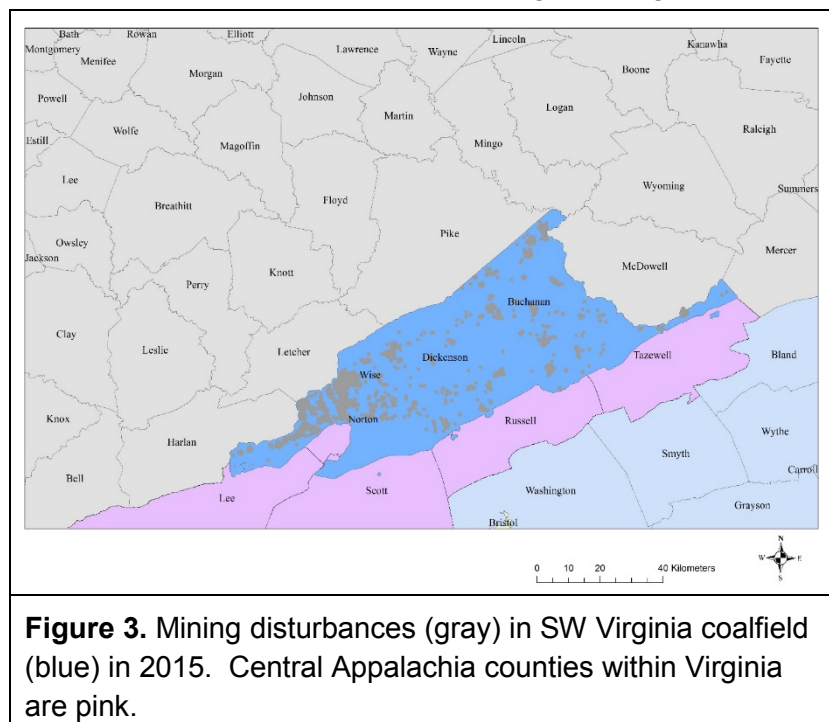 Bath
Rowan
Elliott
Lawrence
Wayne
Lincoln
Kanawha
Fayette
Montgomery
Menifee
Morgan
Boone
Johnson
Martin
Logan
Powell
Wolfe
Magoffin
Mingo
Raleigh
Estill
Lee
Breathitt
Floyd
Wyoming
Summers
Owsley
Pike
Mercer
Jackson
Knott
McDowell
Perry
Buchanan
Clay
Leslie
Letcher
Dickenson
Tazewell
Bland
Wise
Knox
Harlan
Norton
Russell
Smyth
Wythe
Bell
Carroll
Lee
Scott
Washington
Grayson
Bristol
N
W E
S
0 10 20 40 Kilometers
Figure 3. Mining disturbances (gray) in SW Virginia coalfield
(blue) in 2015.  Central Appalachia counties within Virginia
are pink.